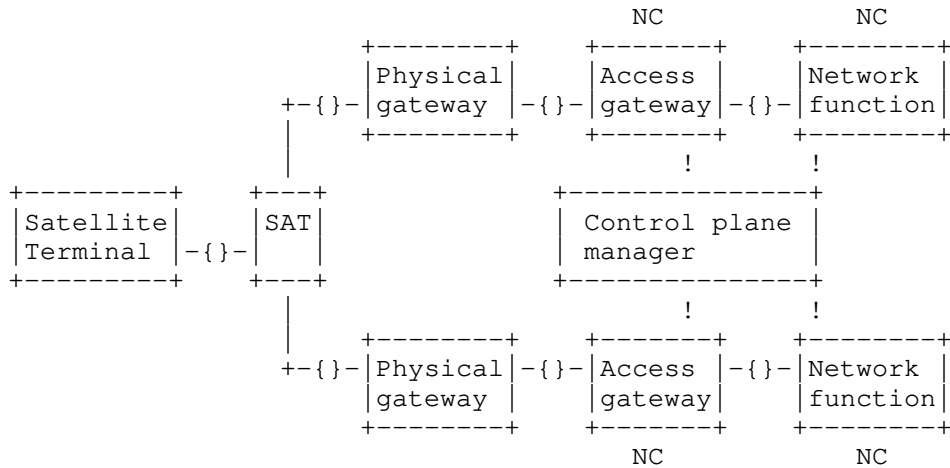 NC NC
Physical Access Network
gateway gateway function
Satellite SAT Control plane
Terminal manager
Physical Access Network
gateway gateway function
NC NC